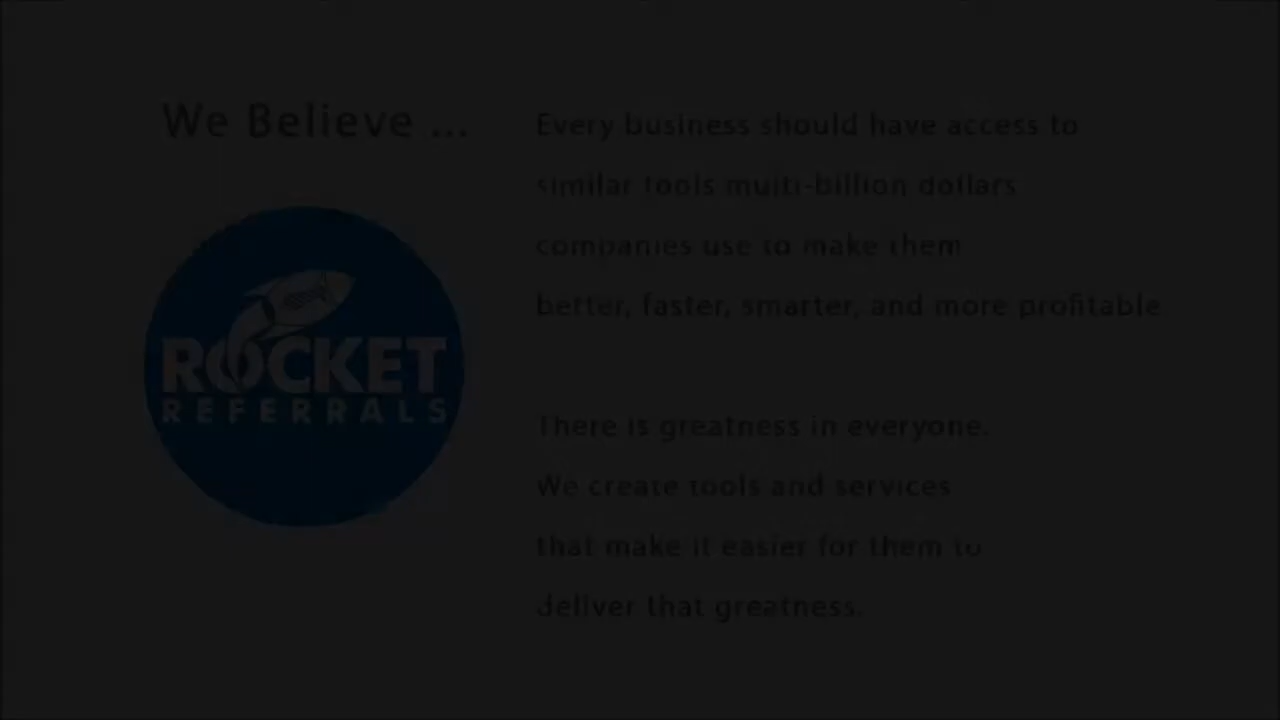 We Believe ...
ROCKET
REFERRALS
Every business should have access to
similar tools multi-billion dollars
companies use to make them
better, faster, smarter, and more profitable.
There is greatness in everyone.
We create tools and services
that make it easier for them to
deliver that greatness.